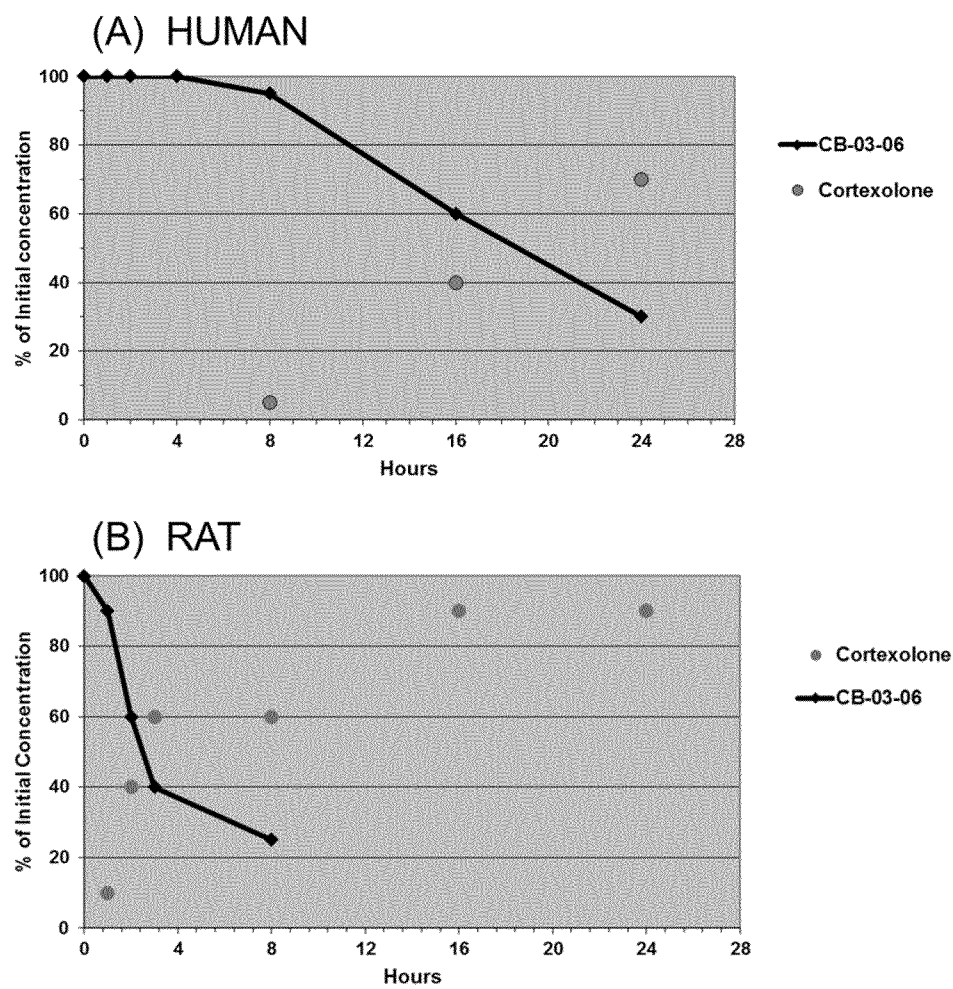 (A) HUMAN
100
80
60
40
20
0
% of Initial concentration
0 4 8 12 16 20 24 28
Hours
CB-03-06
Cortexolone
(B) RAT
100
80
60
40
20
0
% of Initial Concentration
0 4 8 12 16 20 24 28
Hours
Cortexolone
CB-03-06